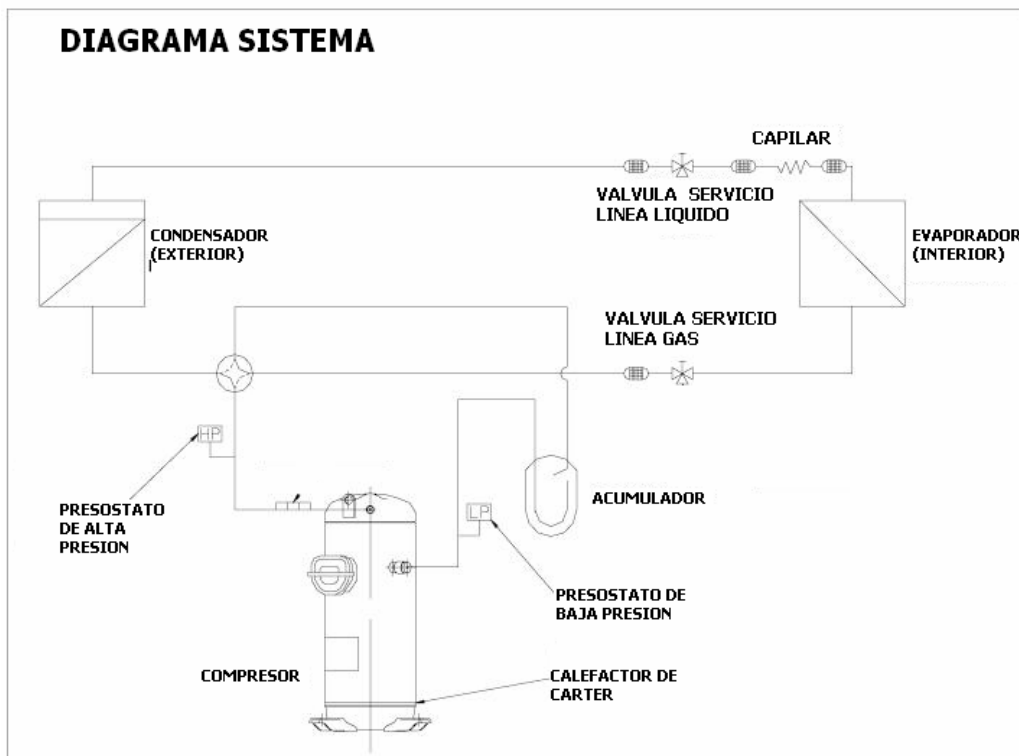 DIAGRAMA SISTEMA
CAPILAR
VALVULA SERVICIO
LINEA LIQUIDO
CONDENSADOR
(EXTERIOR)
EVAPORADOR
(INTERIOR)
VALVULA SERVICIO
LINEA GAS
HP
PRESOSTATO
DE ALTA
PRESION
LP
ACUMULADOR
PRESOSTATO DE
BAJA PRESION
COMPRESOR
CALEFACTOR DE
CARTER